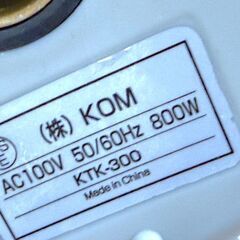 (株) KOM
AC100V 50/60Hz 800W
KTK-300
Made in China